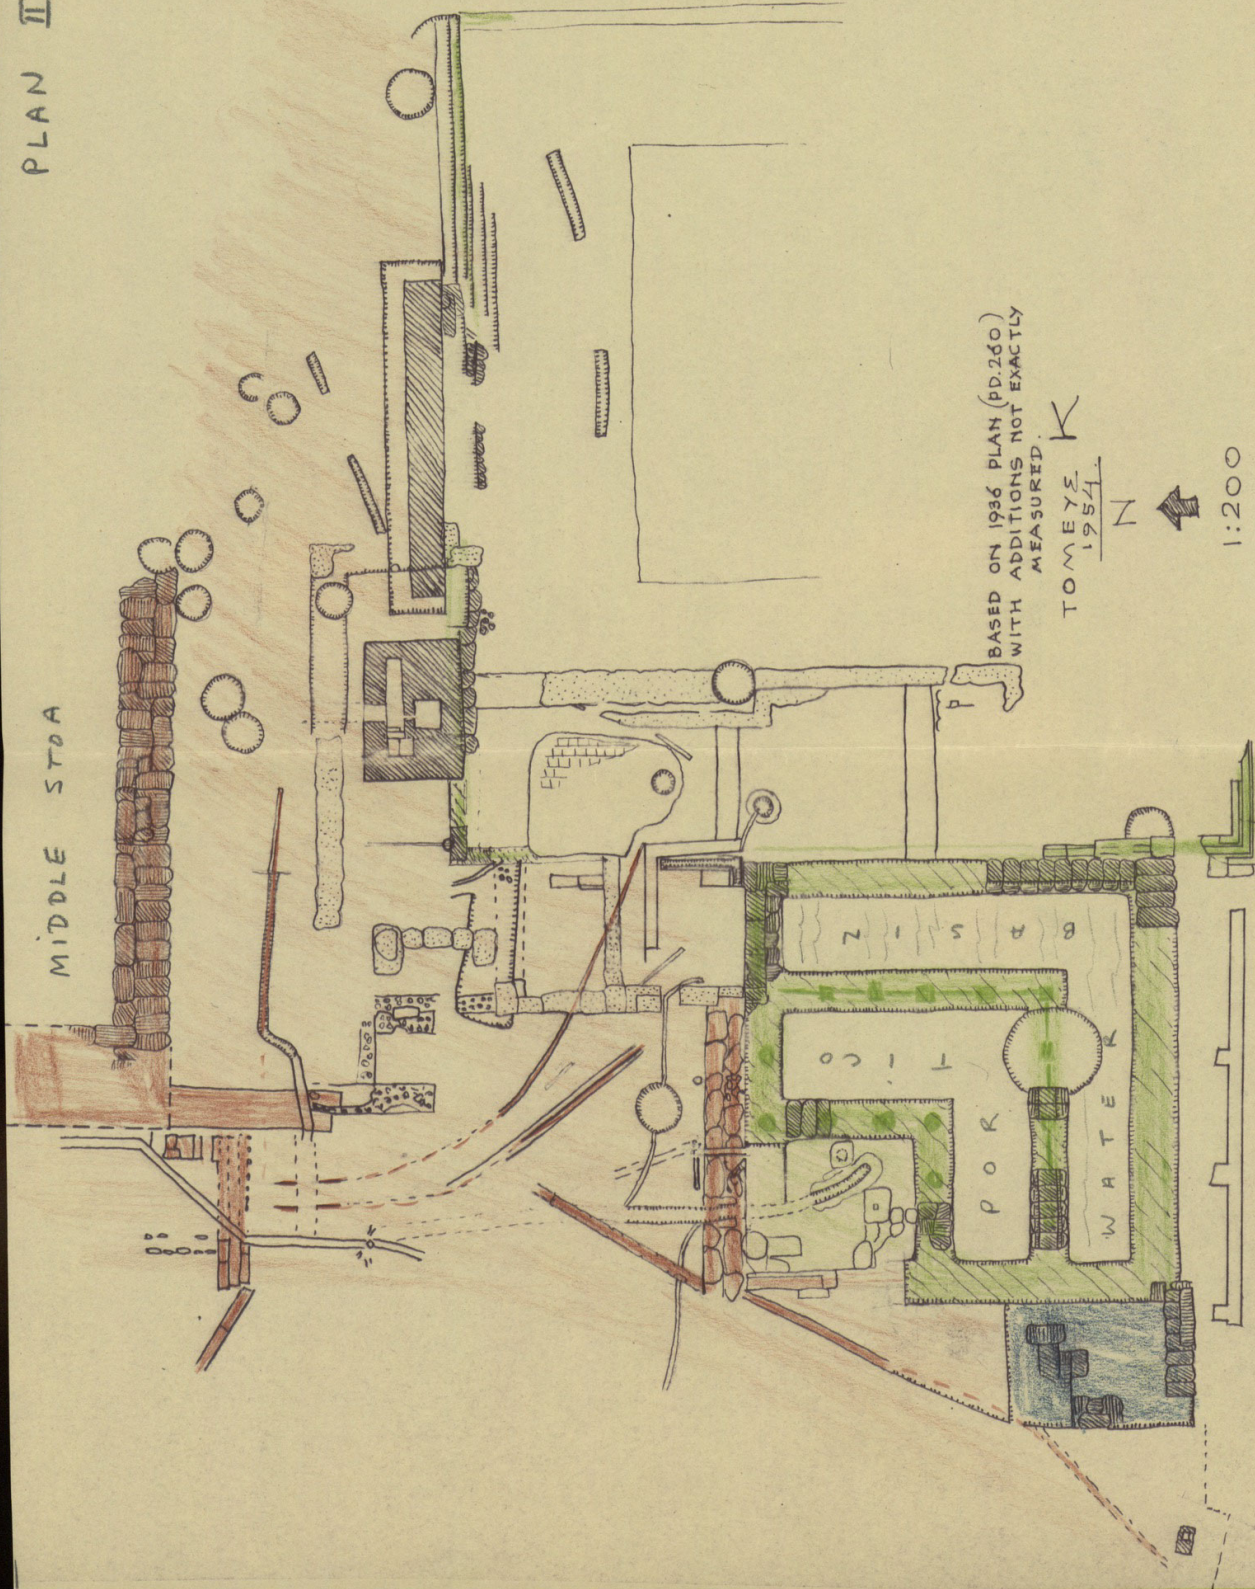 PLAN II
MIDDLE STOA
BASED ON 1936 PLAN (PD.260)
WITH ADDITIONS NOT EXACTLY
MEASURED.
ΤΟΜΕΥΣ Κ
1954.
N
1:200
BASIN
PORTICO
WATER